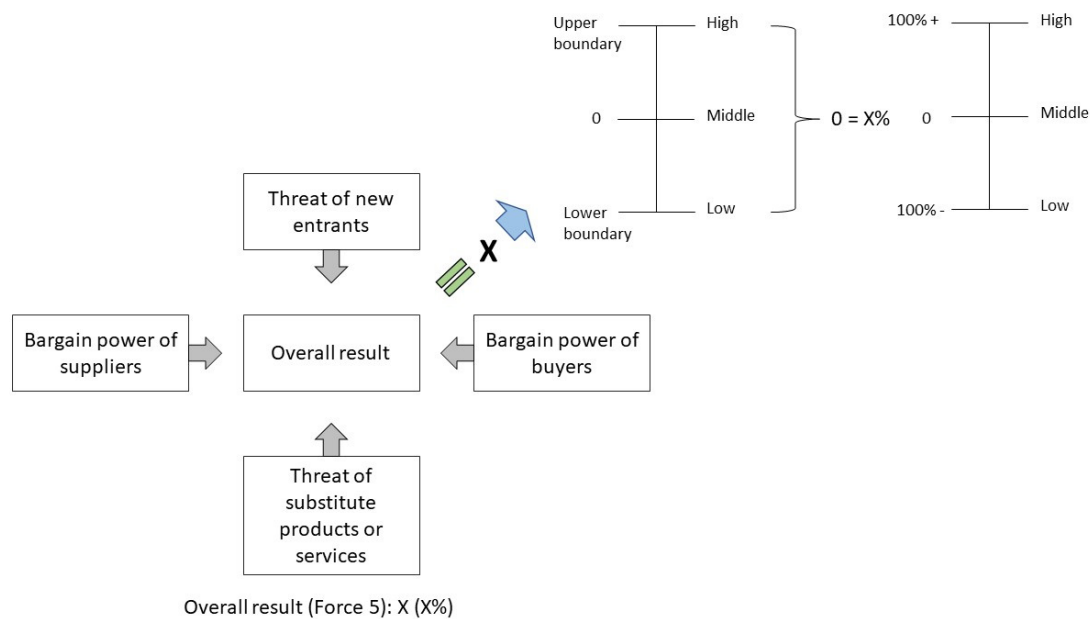 Upper
boundary
High
100% +
High
0
Middle
0 = X%
0
Middle
Lower
boundary
Low
100% -
Low
Threat of new
entrants
X
Bargain power of
suppliers
Overall result
Bargain power of
buyers
Threat of
substitute
products or
services
Overall result (Force 5): X (X%)